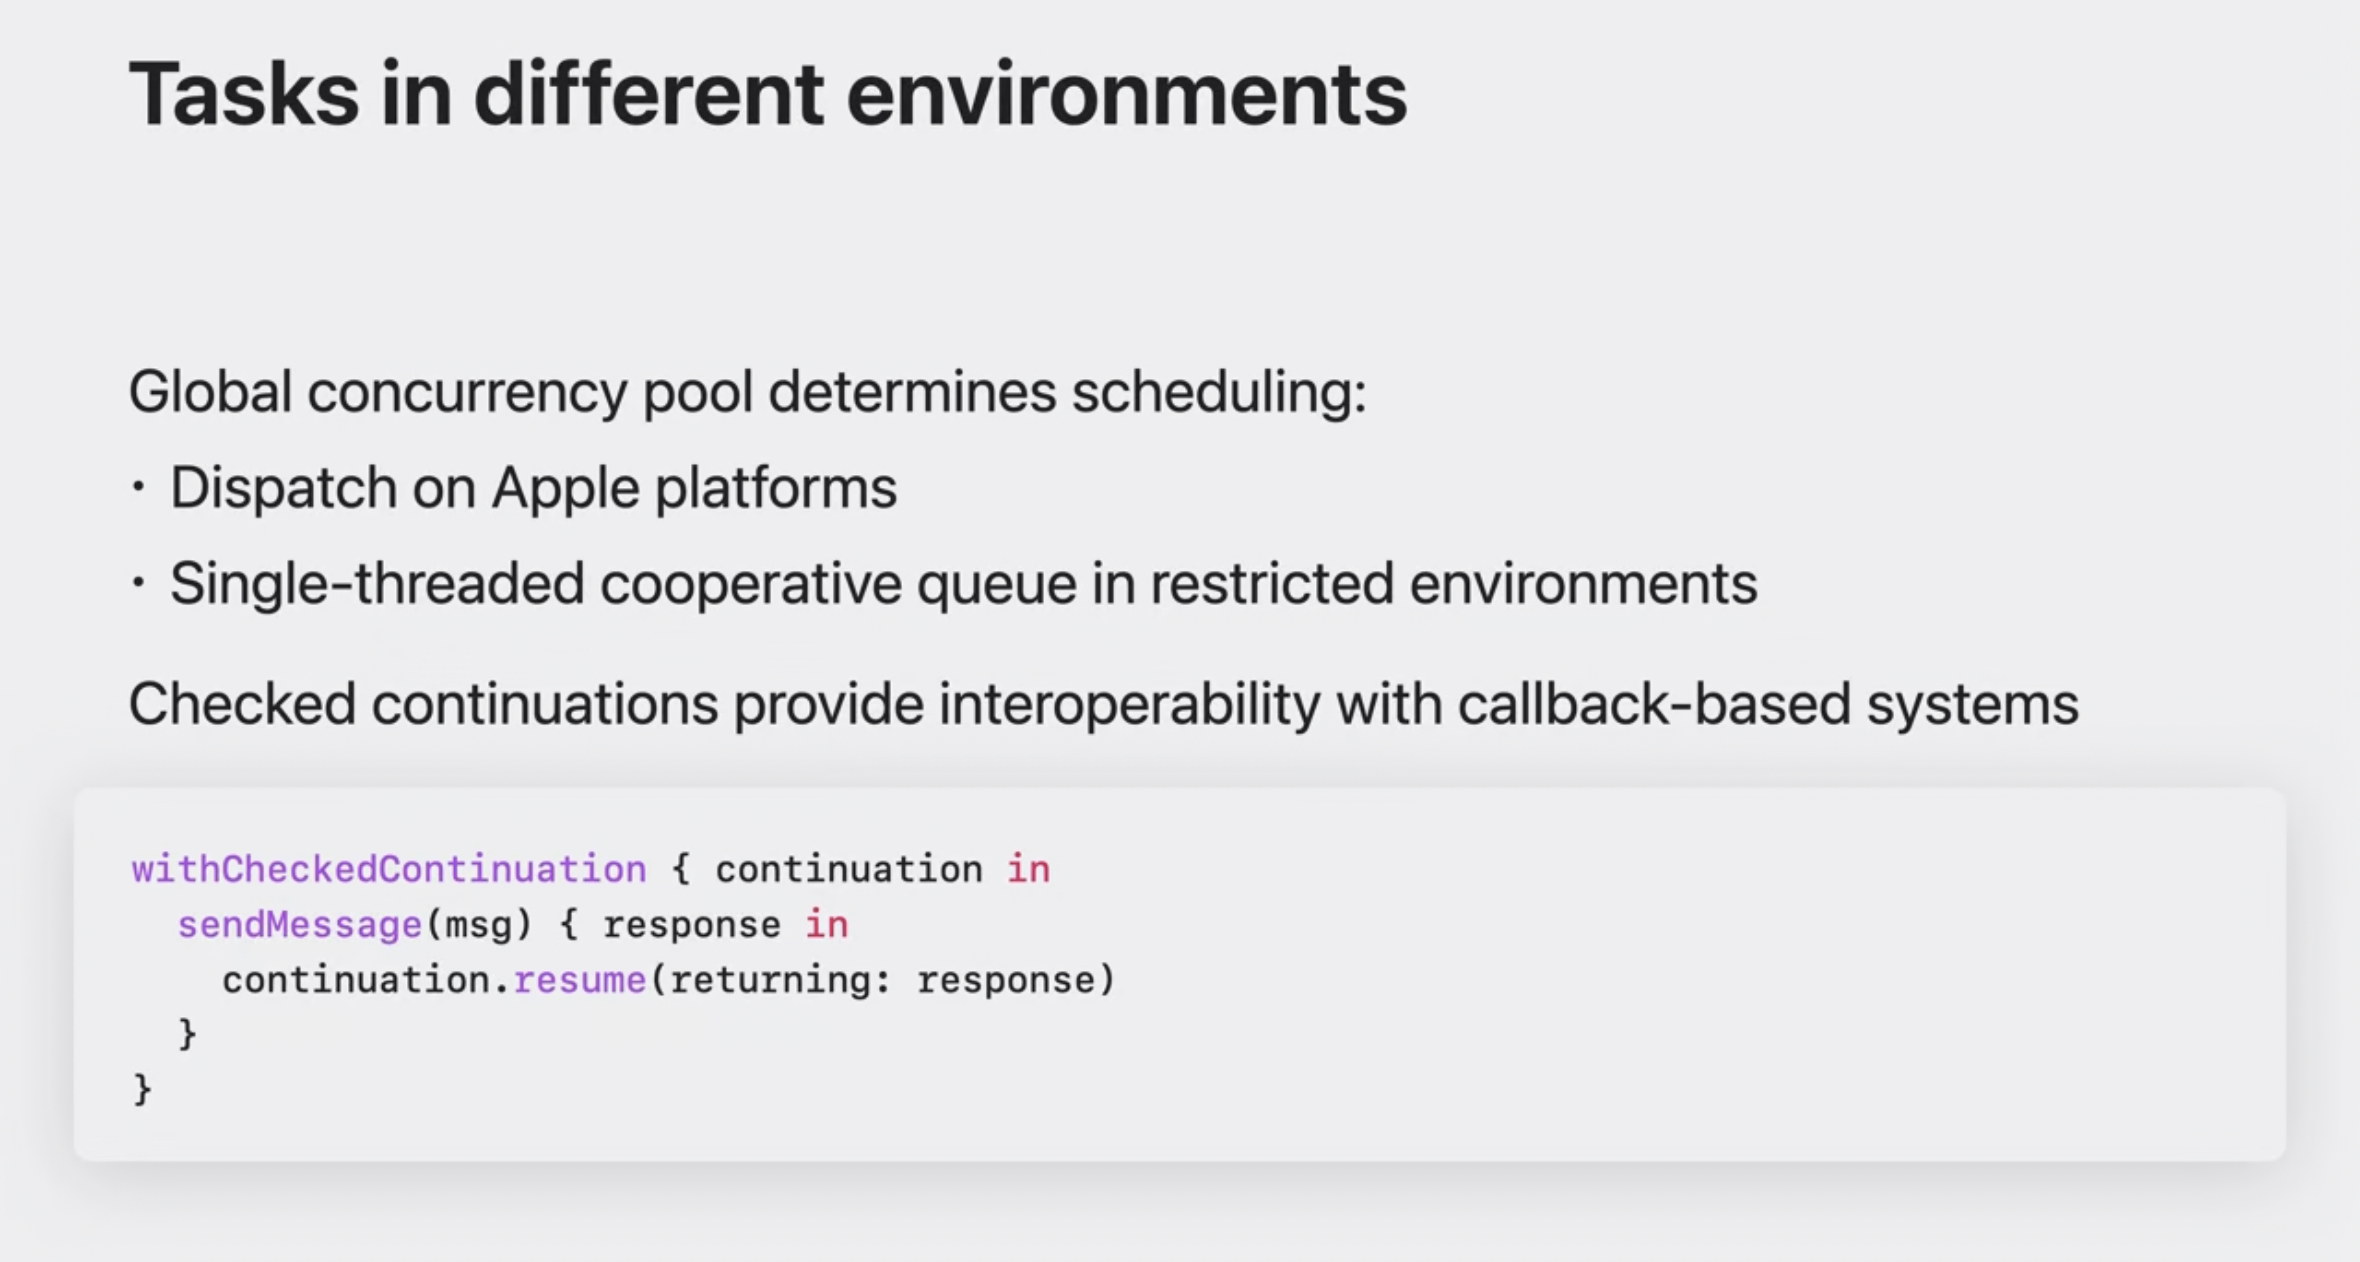 Tasks in different environments
Global concurrency pool determines scheduling:
• Dispatch on Apple platforms
• Single-threaded cooperative queue in restricted environments
Checked continuations provide interoperability with callback-based systems
withCheckedContinuation { continuation in
  sendMessage(msg) { response in
    continuation.resume(returning: response)
  }
}